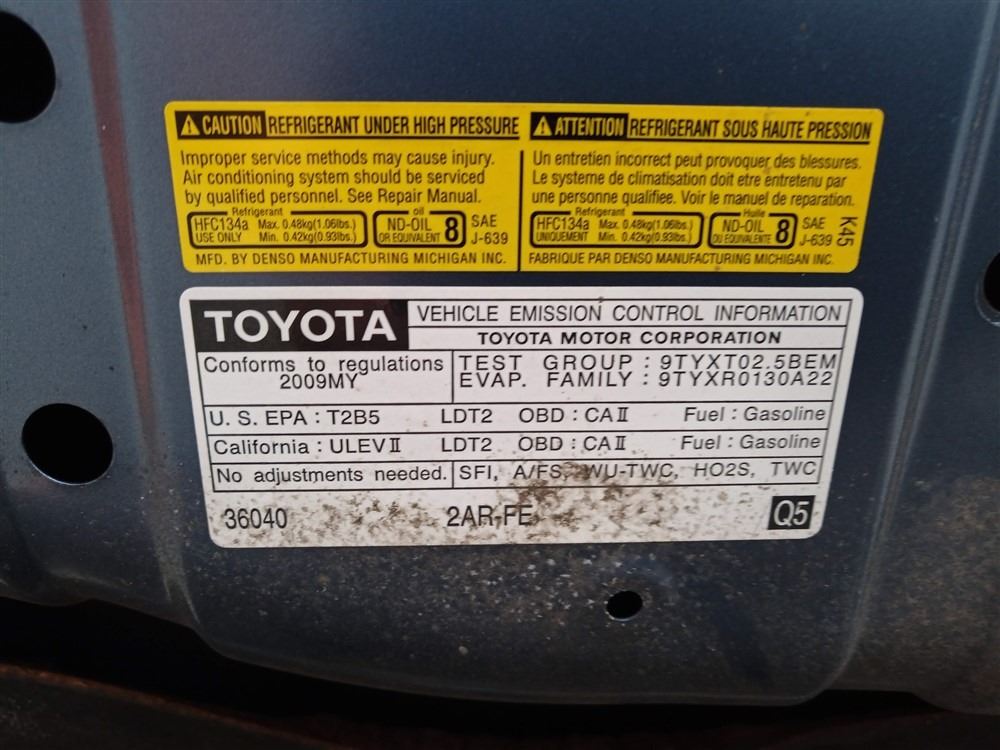 CAUTION REFRIGERANT UNDER HIGH PRESSURE
Improper service methods may cause injury.
Air conditioning system should be serviced
by qualified personnel. See Repair Manual.
Refrigerant
HFC134a Max. 0.48kg(1.06lbs.)
USE ONLY Min. 0.42kg(0.93lbs.)
oil
ND-OIL 8
OR EQUIVALENT
SAE
J-639
MFD. BY DENSO MANUFACTURING MICHIGAN INC.
ATTENTION REFRIGERANT SOUS HAUTE PRESSION
Un entretien incorrect peut provoquer des blessures.
Le systeme de climatisation doit etre entretenu par
une personne qualifiee. Voir le manuel de reparation.
Refrigerant
HFC134a Max. 0.48kg(1.06lbs.)
UNIQUEMENT Min. 0.42kg(0.93lbs.)
Huile
ND-OIL 8
OU EQUIVALENTE
SAE
J-639
K45
FABRIQUE PAR DENSO MANUFACTURING MICHIGAN INC.
TOYOTA
VEHICLE EMISSION CONTROL INFORMATION
TOYOTA MOTOR CORPORATION
Conforms to regulations
2009MY
TEST GROUP : 9TYXT02.5BEM
EVAP. FAMILY : 9TYXR0130A22
U. S. EPA : T2B5 LDT2 OBD : CAⅡ Fuel : Gasoline
California : ULEVⅡ LDT2 OBD : CAⅡ Fuel : Gasoline
No adjustments needed. SFI, A/FS, WU-TWC, HO2S, TWC
36040 2AR-FE Q5